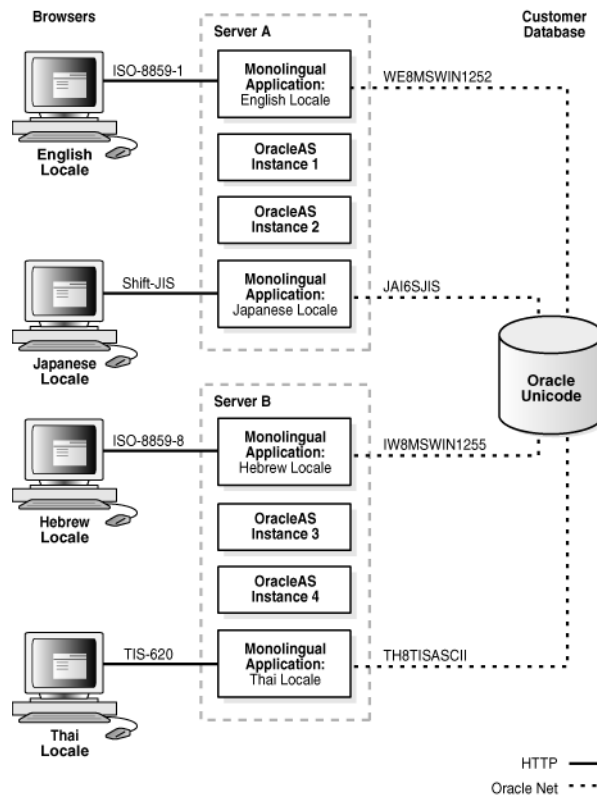 Browsers
Customer
Database
Server A
ISO-8859-1
Monolingual
Application:
English Locale
WE8MSWIN1252
English
Locale
OracleAS
Instance 1
OracleAS
Instance 2
Shift-JIS
Monolingual
Application:
Japanese Locale
JAI6SJIS
Japanese
Locale
Oracle
Unicode
Server B
ISO-8859-8
Monolingual
Application:
Hebrew Locale
IW8MSWIN1255
Hebrew
Locale
OracleAS
Instance 3
OracleAS
Instance 4
TIS-620
Monolingual
Application:
Thai Locale
TH8TISASCII
Thai
Locale
HTTP
Oracle Net